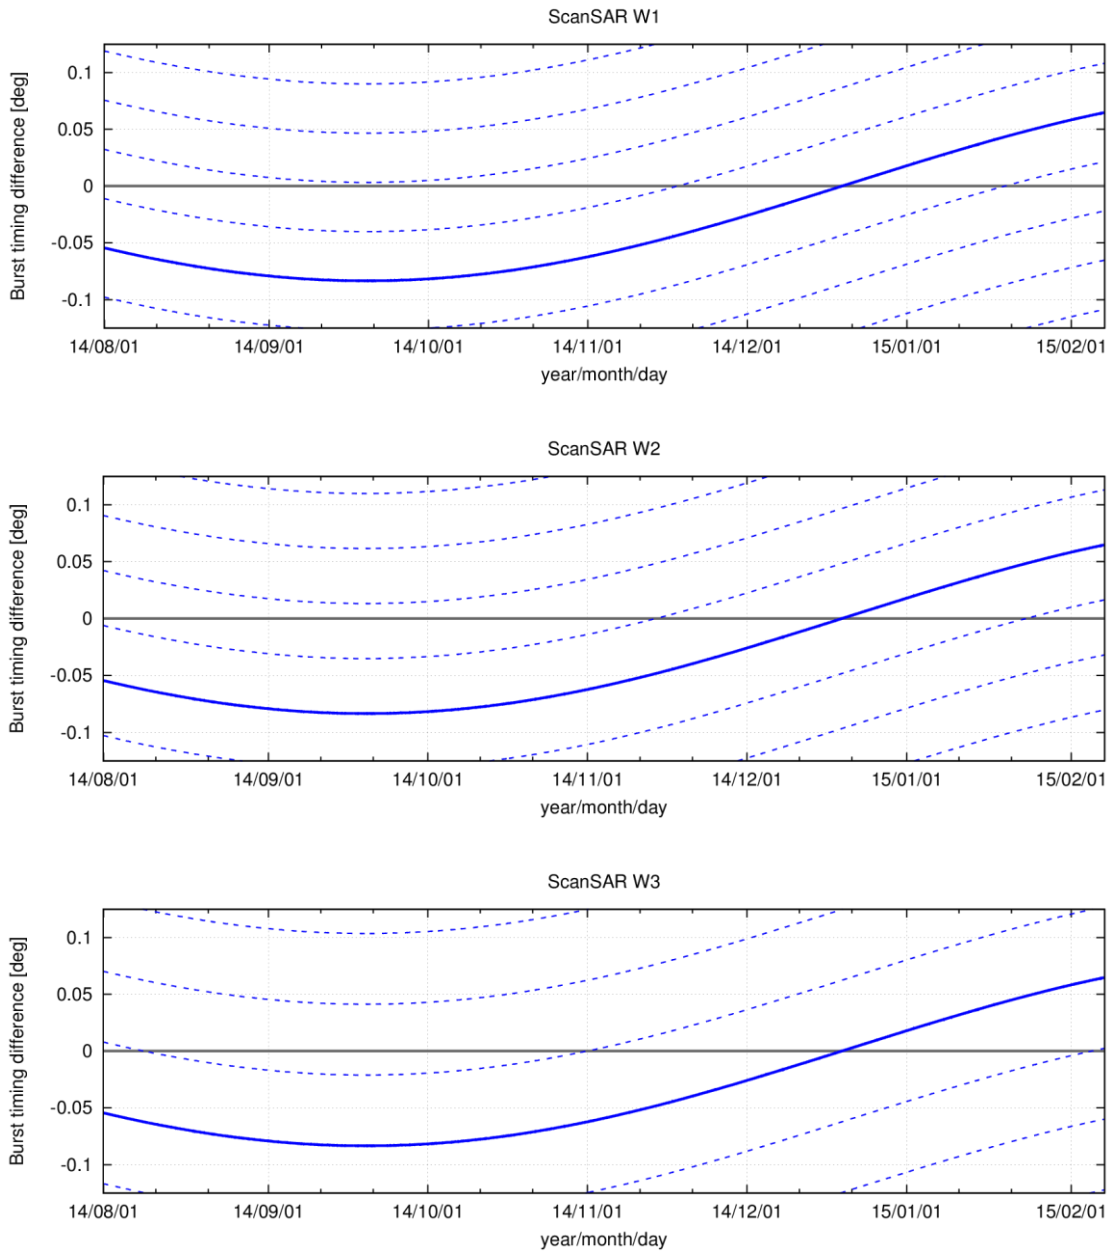 ScanSAR W1
Burst timing difference [deg]
0.1
0.05
0
-0.05
-0.1
14/08/01 14/09/01 14/10/01 14/11/01 14/12/01 15/01/01 15/02/01
year/month/day
ScanSAR W2
Burst timing difference [deg]
0.1
0.05
0
-0.05
-0.1
14/08/01 14/09/01 14/10/01 14/11/01 14/12/01 15/01/01 15/02/01
year/month/day
ScanSAR W3
Burst timing difference [deg]
0.1
0.05
0
-0.05
-0.1
14/08/01 14/09/01 14/10/01 14/11/01 14/12/01 15/01/01 15/02/01
year/month/day